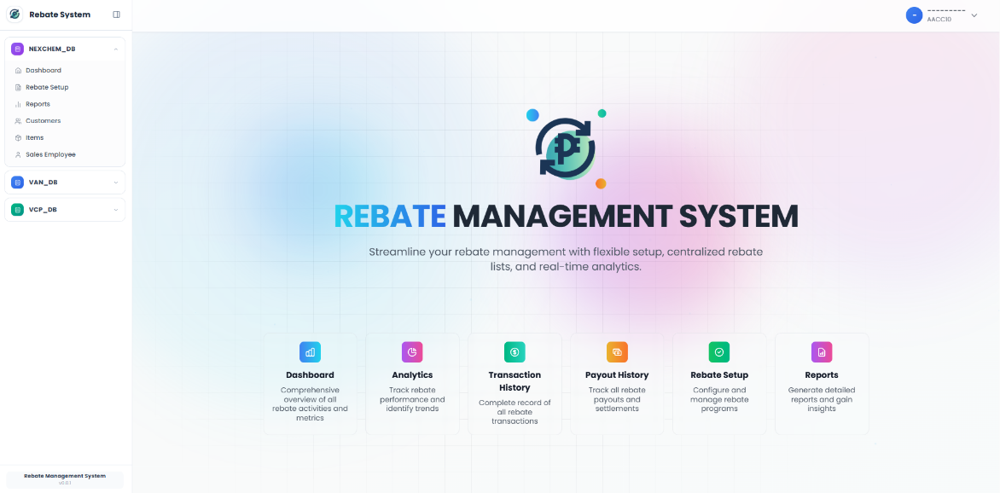 Rebate System
NEXCHEM_DB
Dashboard
Rebate Setup
Reports
Customers
Items
Sales Employee
VAN_DB
VCP_DB
Rebate Management System
v0.0.1
- ---------
AACC10
REBATE MANAGEMENT SYSTEM
Streamline your rebate management with flexible setup, centralized rebate
lists, and real-time analytics.
Dashboard
Comprehensive
overview of all
rebate activities and
metrics
Analytics
Track rebate
performance and
identify trends
Transaction
History
Complete record of
all rebate
transactions
Payout History
Track all rebate
payouts and
settlements
Rebate Setup
Configure and
manage rebate
programs
Reports
Generate detailed
reports and gain
insights